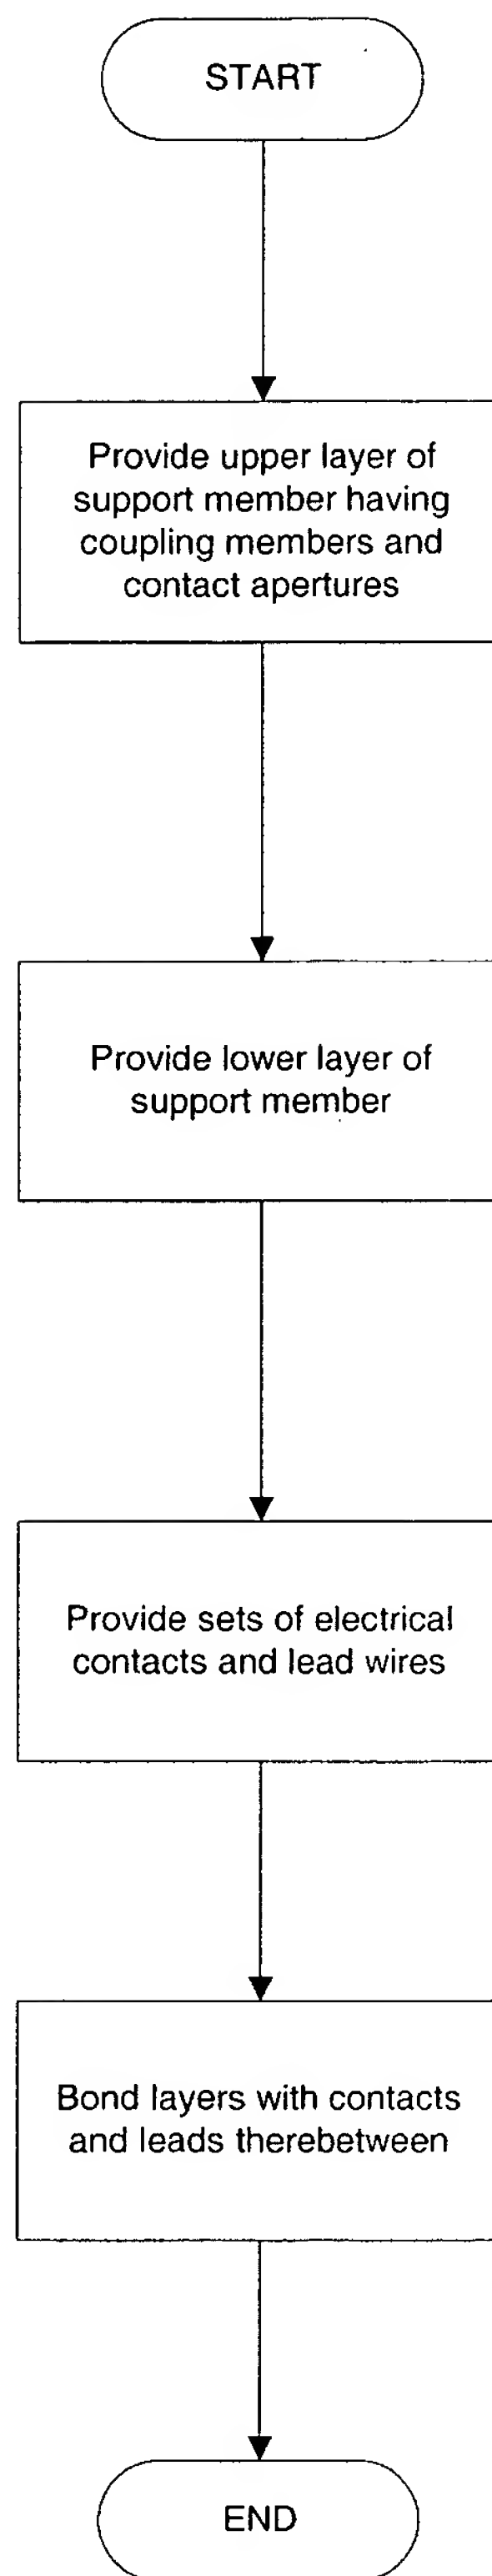 START
Provide upper layer of
support member having
coupling members and
contact apertures
Provide lower layer of
support member
Provide sets of electrical
contacts and lead wires
Bond layers with contacts
and leads therebetween
END